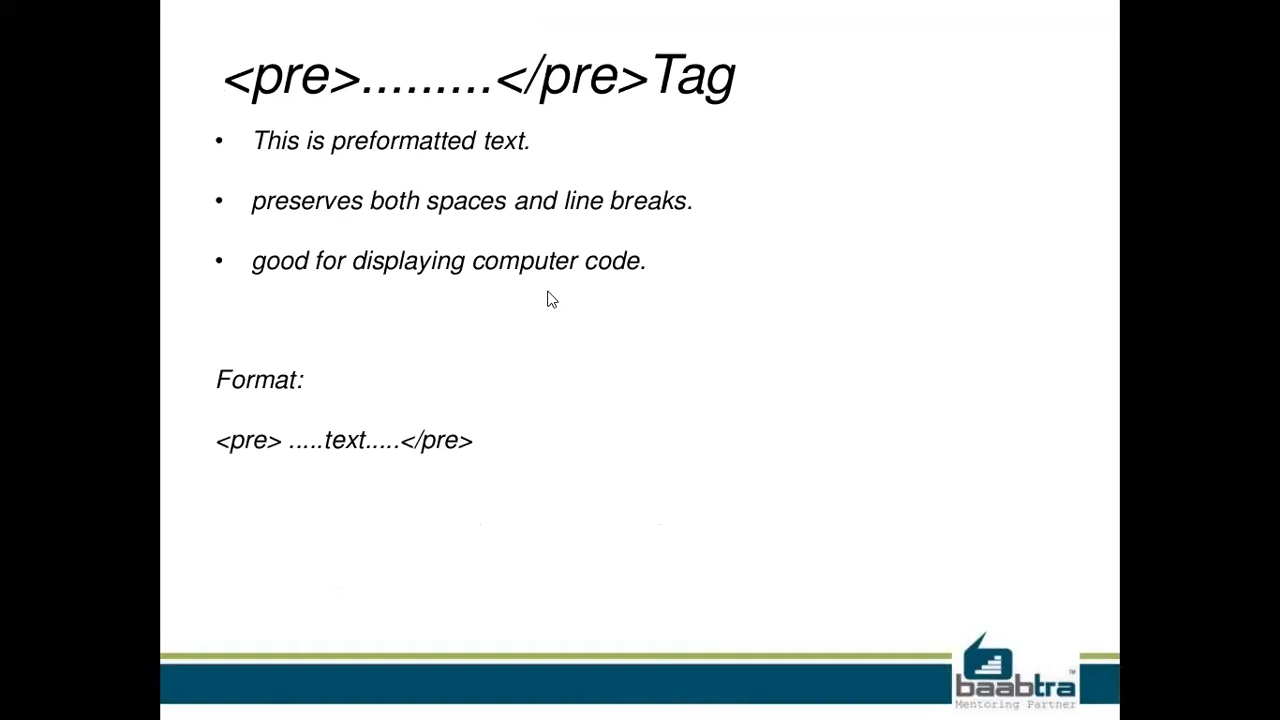 <pre>.........</pre>Tag
• This is preformatted text.
• preserves both spaces and line breaks.
• good for displaying computer code.
Format:
<pre> .....text.....</pre>
baabtra™
Mentoring Partner